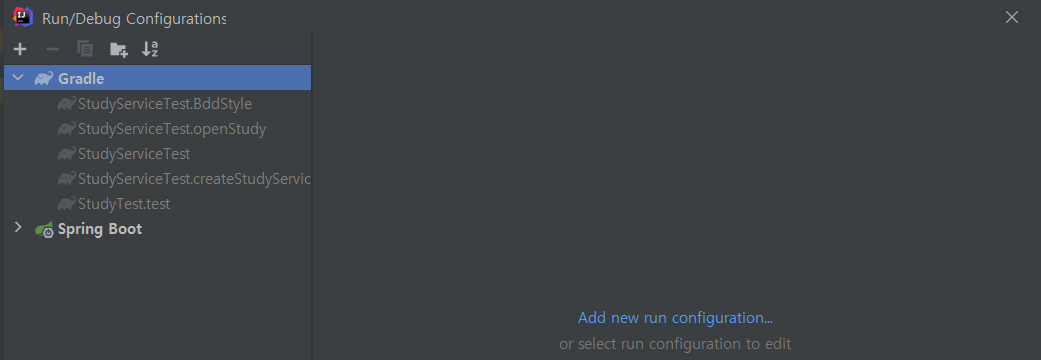 Run/Debug Configurations
Gradle
StudyServiceTest.BddStyle
StudyServiceTest.openStudy
StudyServiceTest
StudyServiceTest.createStudyServic
StudyTest.test
Spring Boot
Add new run configuration...
or select run configuration to edit